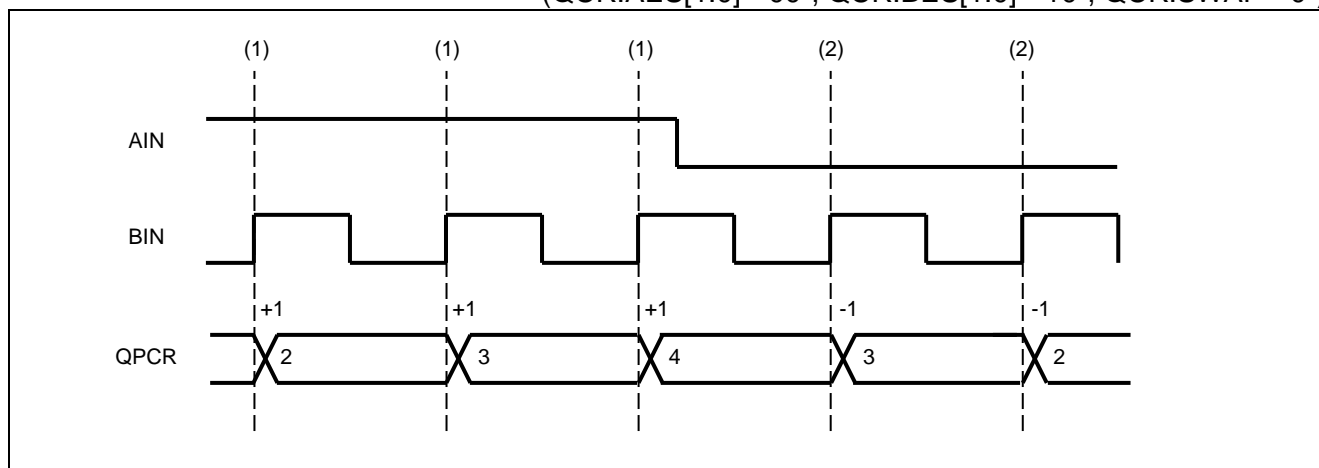 (1) (1) (1) (2) (2)
AIN
BIN
+1 +1 +1 -1 -1
QPCR 2 3 4 3 2